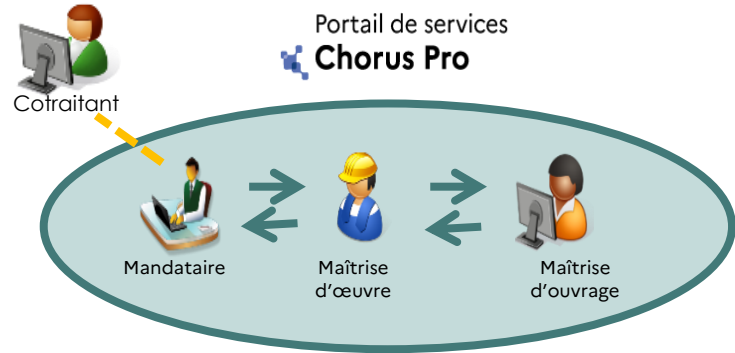 Portail de services
Chorus Pro
Cotraitant
Mandataire
Maîtrise
d'œuvre
Maîtrise
d'ouvrage